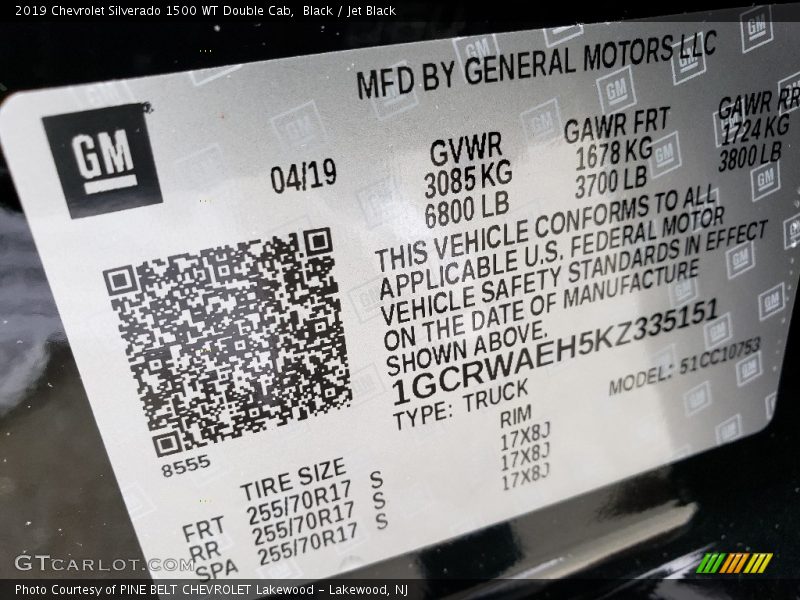 2019 Chevrolet Silverado 1500 WT Double Cab,  Black / Jet Black
MFD BY GENERAL MOTORS LLC
GM
04/19
GVWR
3085 KG
6800 LB
GAWR FRT
1678 KG
3700 LB
GAWR RR
1724 KG
3800 LB
THIS VEHICLE CONFORMS TO ALL
APPLICABLE U.S. FEDERAL MOTOR
VEHICLE SAFETY STANDARDS IN EFFECT
ON THE DATE OF MANUFACTURE
SHOWN ABOVE.
1GCRWAEH5KZ335151
TYPE: TRUCK
MODEL: 51CC10753
8555
TIRE SIZE
RIM
FRT 255/70R17 S 17X8J
RR 255/70R17 S 17X8J
SPA 255/70R17 S 17X8J
GTcarlot.com
Photo Courtesy of PINE BELT CHEVROLET Lakewood - Lakewood, NJ